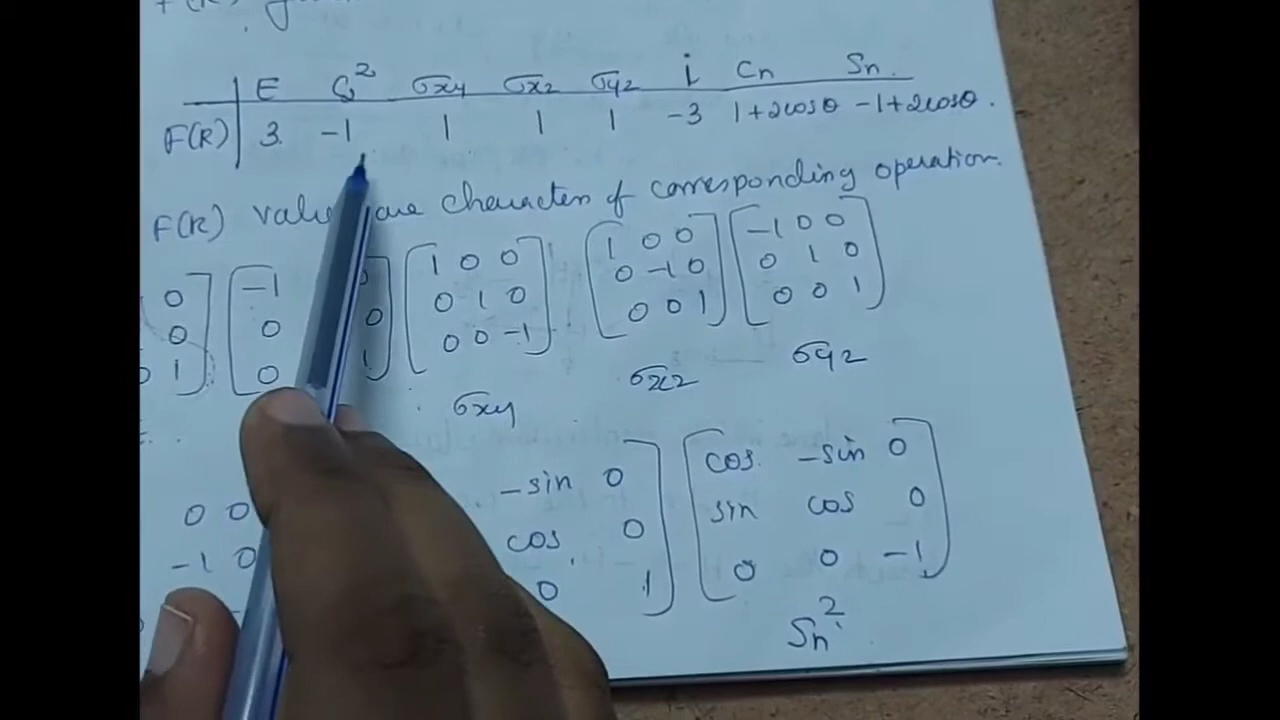 E C₂² σxy σxz σyz i Cn Sn.
F(R) 3. -1 1 1 1 -3 1+2cosθ -1+2cosθ.
F(R) are character of corresponding operation.
0 -1 0 1 0 0 1 0 0 -1 0 0
0 0 0 0 1 0 0 -1 0 0 1 0
0 1 0 1 0 0 -1 0 0 1 0 0 1
σxy σxz σyz
-sin 0 cos. -sin 0
0 0 cos 0 sin cos 0
-1 0 0 1 0 0 -1
Sn²